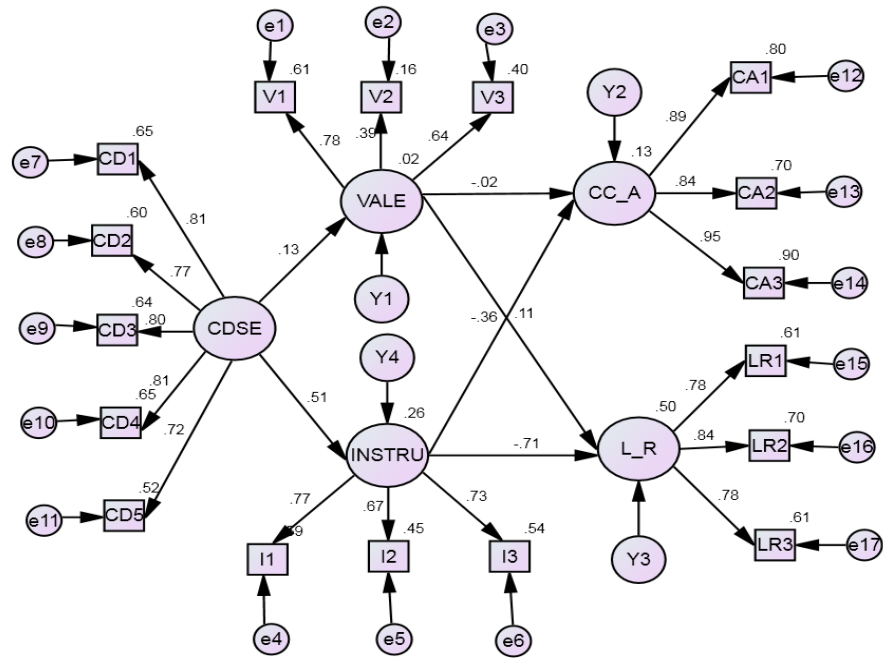 e1
e2
e3
.61
.16
.40
V1
V2
V3
.80
CA1
e12
Y2
.65
.78
.39
.64
.89
.13
e7
CD1
.02
VALE
-.02
CC_A
.84
.70
CA2
e13
.60
.81
e8
CD2
.13
.95
.90
.77
CA3
e14
.64
Y1
e9
CD3
.80
CDSE
-.36
.11
.61
Y4
LR1
e15
.81
.65
.78
e10
CD4
.51
.26
.50
.70
.72
INSTRU
-.71
L_R
.84
LR2
e16
.52
.77
.67
.73
.78
e11
CD5
.45
.54
.61
I1
I2
I3
Y3
LR3
e17
e4
e5
e6